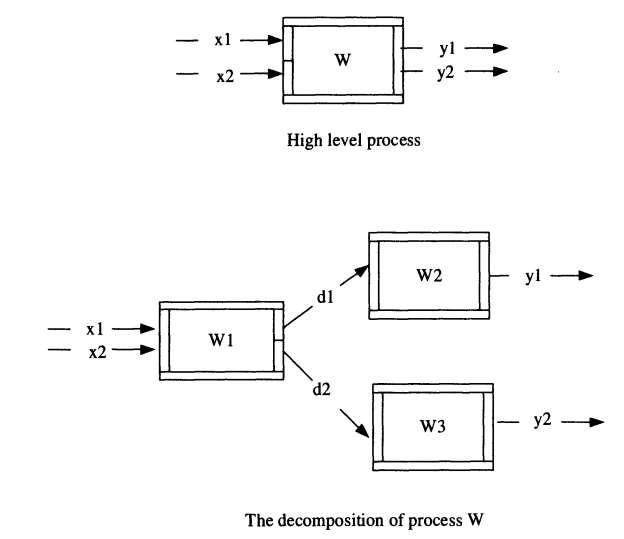 x1
W
y1
x2
y2
High level process
W2
y1
d1
x1
W1
x2
d2
W3
y2
The decomposition of process W